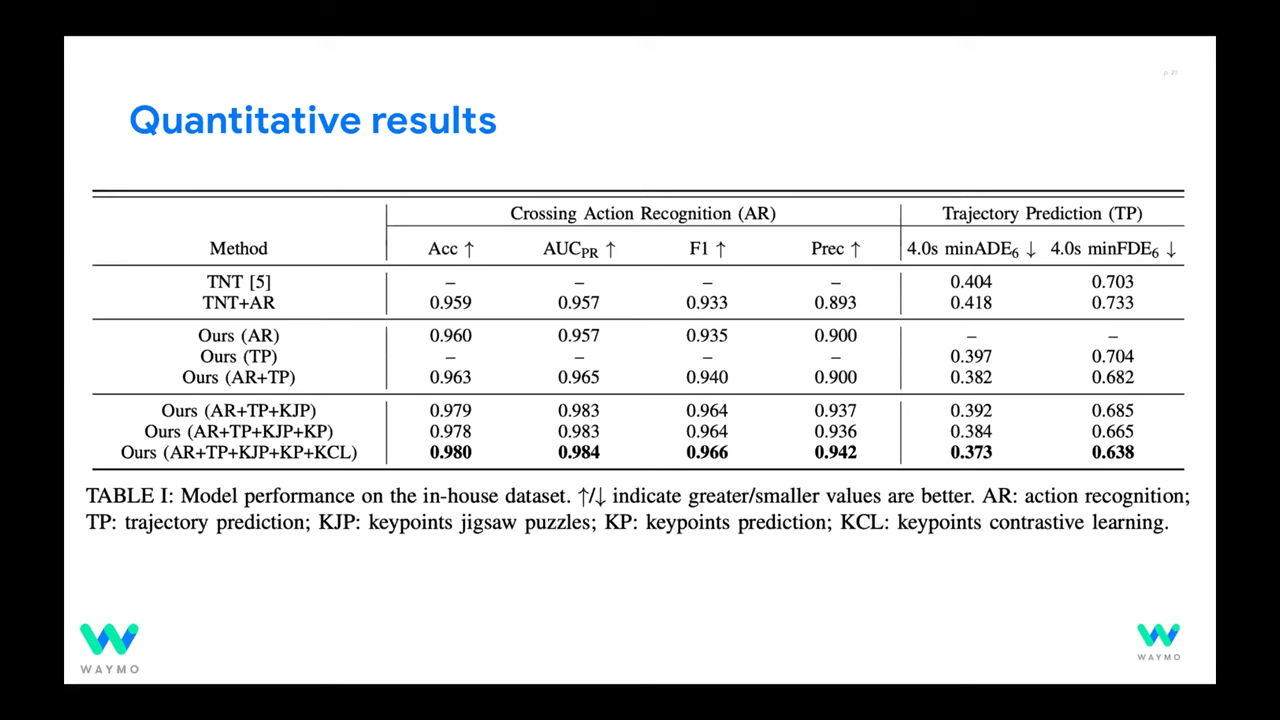 p.25
Quantitative results
Crossing Action Recognition (AR) Trajectory Prediction (TP)
Method Acc ↑ AUCPR ↑ F1 ↑ Prec ↑ 4.0s minADE6 ↓ 4.0s minFDE6 ↓
TNT [5] – – – – 0.404 0.703
TNT+AR 0.959 0.957 0.933 0.893 0.418 0.733
Ours (AR) 0.960 0.957 0.935 0.900 – –
Ours (TP) – – – – 0.397 0.704
Ours (AR+TP) 0.963 0.965 0.940 0.900 0.382 0.682
Ours (AR+TP+KJP) 0.979 0.983 0.964 0.937 0.392 0.685
Ours (AR+TP+KJP+KP) 0.978 0.983 0.964 0.936 0.384 0.665
Ours (AR+TP+KJP+KP+KCL) 0.980 0.984 0.966 0.942 0.373 0.638
TABLE I: Model performance on the in-house dataset. ↑/↓ indicate greater/smaller values are better. AR: action recognition;
TP: trajectory prediction; KJP: keypoints jigsaw puzzles; KP: keypoints prediction; KCL: keypoints contrastive learning.
WAYMO
WAYMO